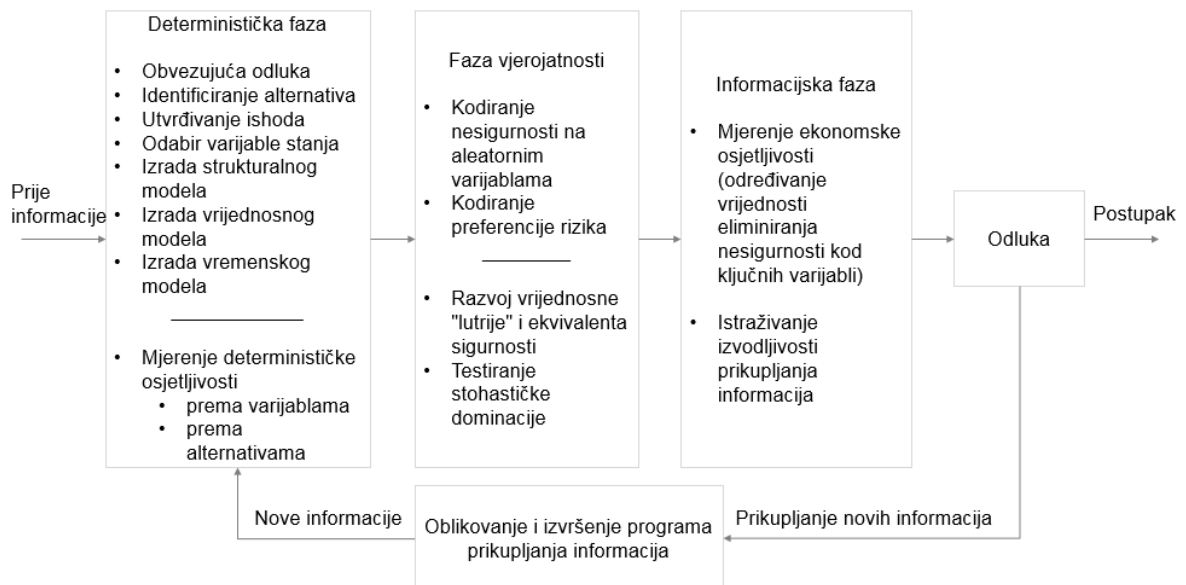 Prije
informacije
Deterministička faza
• Obvezujuća odluka
• Identificiranje alternativa
• Utvrđivanje ishoda
• Odabir varijable stanja
• Izrada strukturalnog
modela
• Izrada vrijednosnog
modela
• Izrada vremenskog
modela
• Mjerenje determinističke
osjetljivosti
• prema varijablama
• prema
alternativama
Faza vjerojatnosti
• Kodiranje
nesigurnosti na
aleatornim
varijablama
• Kodiranje
preferencije rizika
• Razvoj vrijednosne
"lutrije" i ekvivalenta
sigurnosti
• Testiranje
stohastičke
dominacije
Informacijska faza
• Mjerenje ekonomske
osjetljivosti
(određivanje
vrijednosti
eliminiranja
nesigurnosti kod
ključnih varijabli)
• Istraživanje
izvodljivosti
prikupljanja
informacija
Odluka
Postupak
Prikupljanje novih informacija
Oblikovanje i izvršenje programa
prikupljanja informacija
Nove informacije